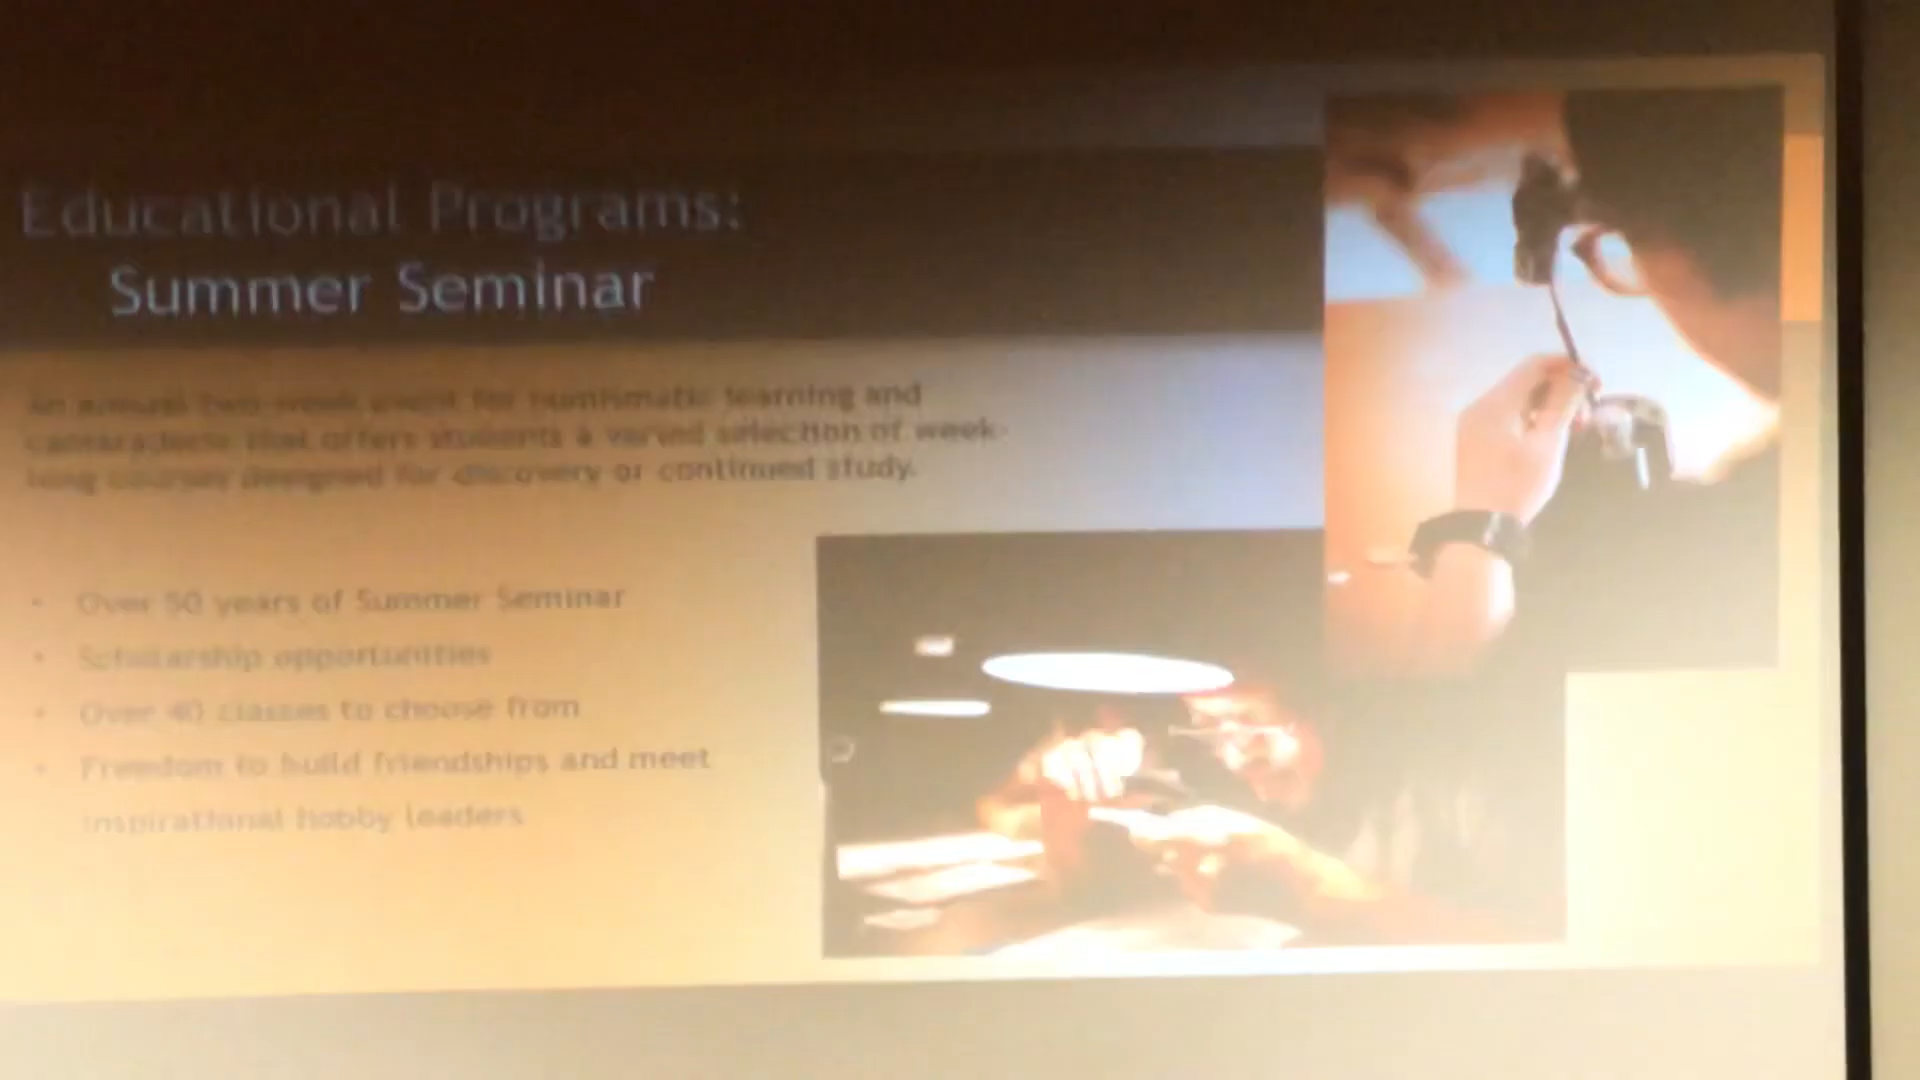 Educational Programs:
Summer Seminar
An annual two-week event for numismatic learning and
camaraderie that offers students a varied selection of week-
long courses designed for discovery or continued study.
• Over 50 years of Summer Seminar
• Scholarship opportunities
• Over 40 classes to choose from
• Freedom to build friendships and meet
inspirational hobby leaders